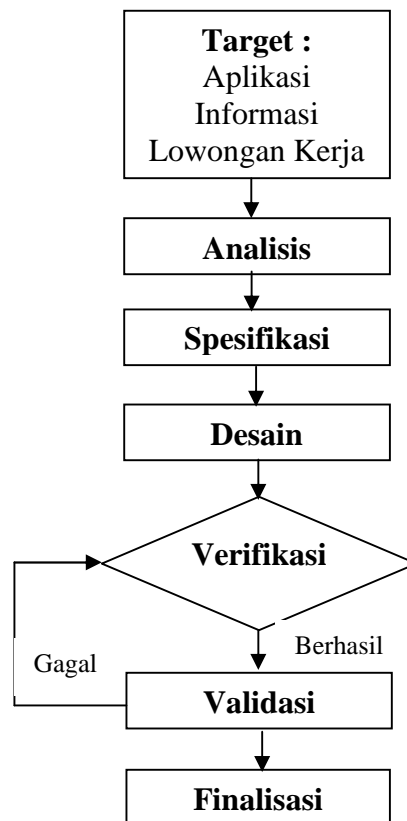 Target :
Aplikasi
Informasi
Lowongan Kerja
Analisis
Spesifikasi
Desain
Verifikasi
Berhasil
Gagal
Validasi
Finalisasi